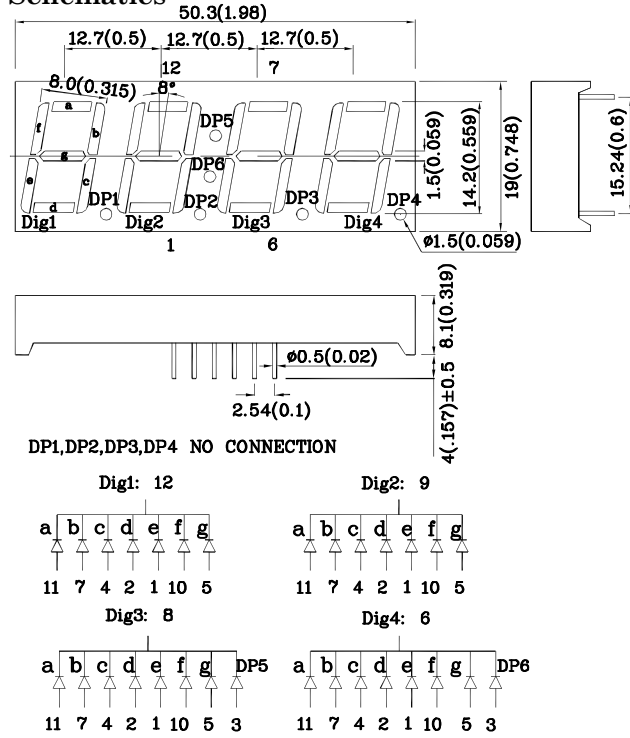 Schematics
50.3(1.98)
12.7(0.5) 12.7(0.5) 12.7(0.5)
12 7
8.0(0.315) 8°
a
f b DP5
g
DP6
e c
d DP1 DP2 DP3 DP4
Dig1 Dig2 Dig3 Dig4
1 6
ø1.5(0.059)
1.5(0.059)
14.2(0.559)
19(0.748)
15.24(0.6)
8.1(0.319)
ø0.5(0.02)
2.54(0.1)
4(.157)±0.5
DP1,DP2,DP3,DP4 NO CONNECTION
Dig1: 12 Dig2: 9
a b c d e f g a b c d e f g
11 7 4 2 1 10 5 11 7 4 2 1 10 5
Dig3: 8 Dig4: 6
a b c d e f g DP5 a b c d e f g DP6
11 7 4 2 1 10 5 3 11 7 4 2 1 10 5 3